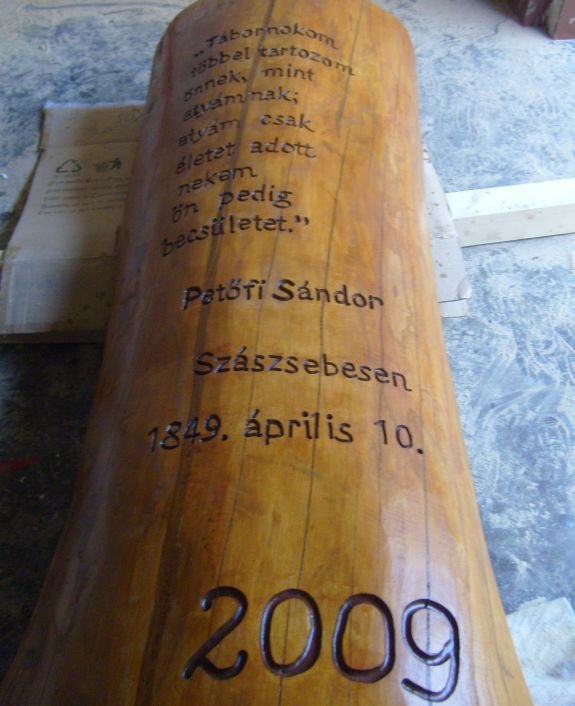 „Tábornokom
többel tartozom
önnek, mint
atyámnak;
atyám csak
életet adott
nekem
ön pedig
becsületet.”
Petőfi Sándor
Szászsebesen
1849. április 10.
2009